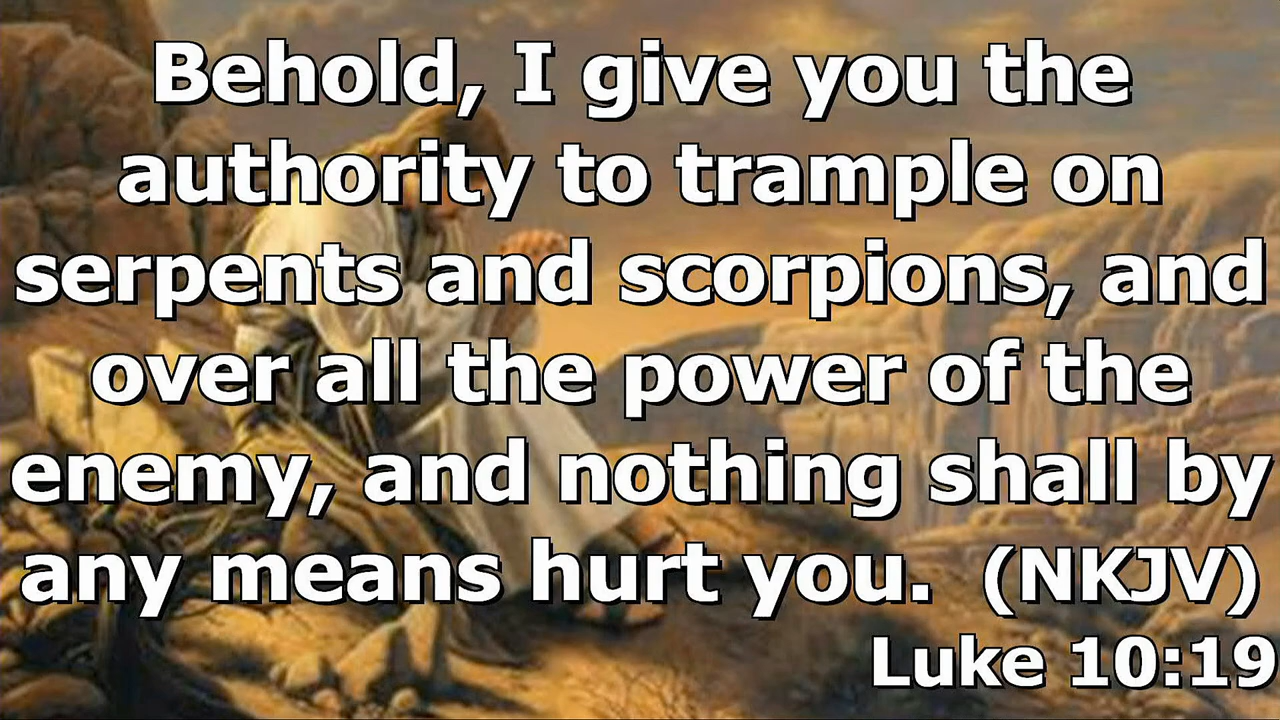 Behold, I give you the
authority to trample on
serpents and scorpions, and
over all the power of the
enemy, and nothing shall by
any means hurt you.  (NKJV)
Luke 10:19